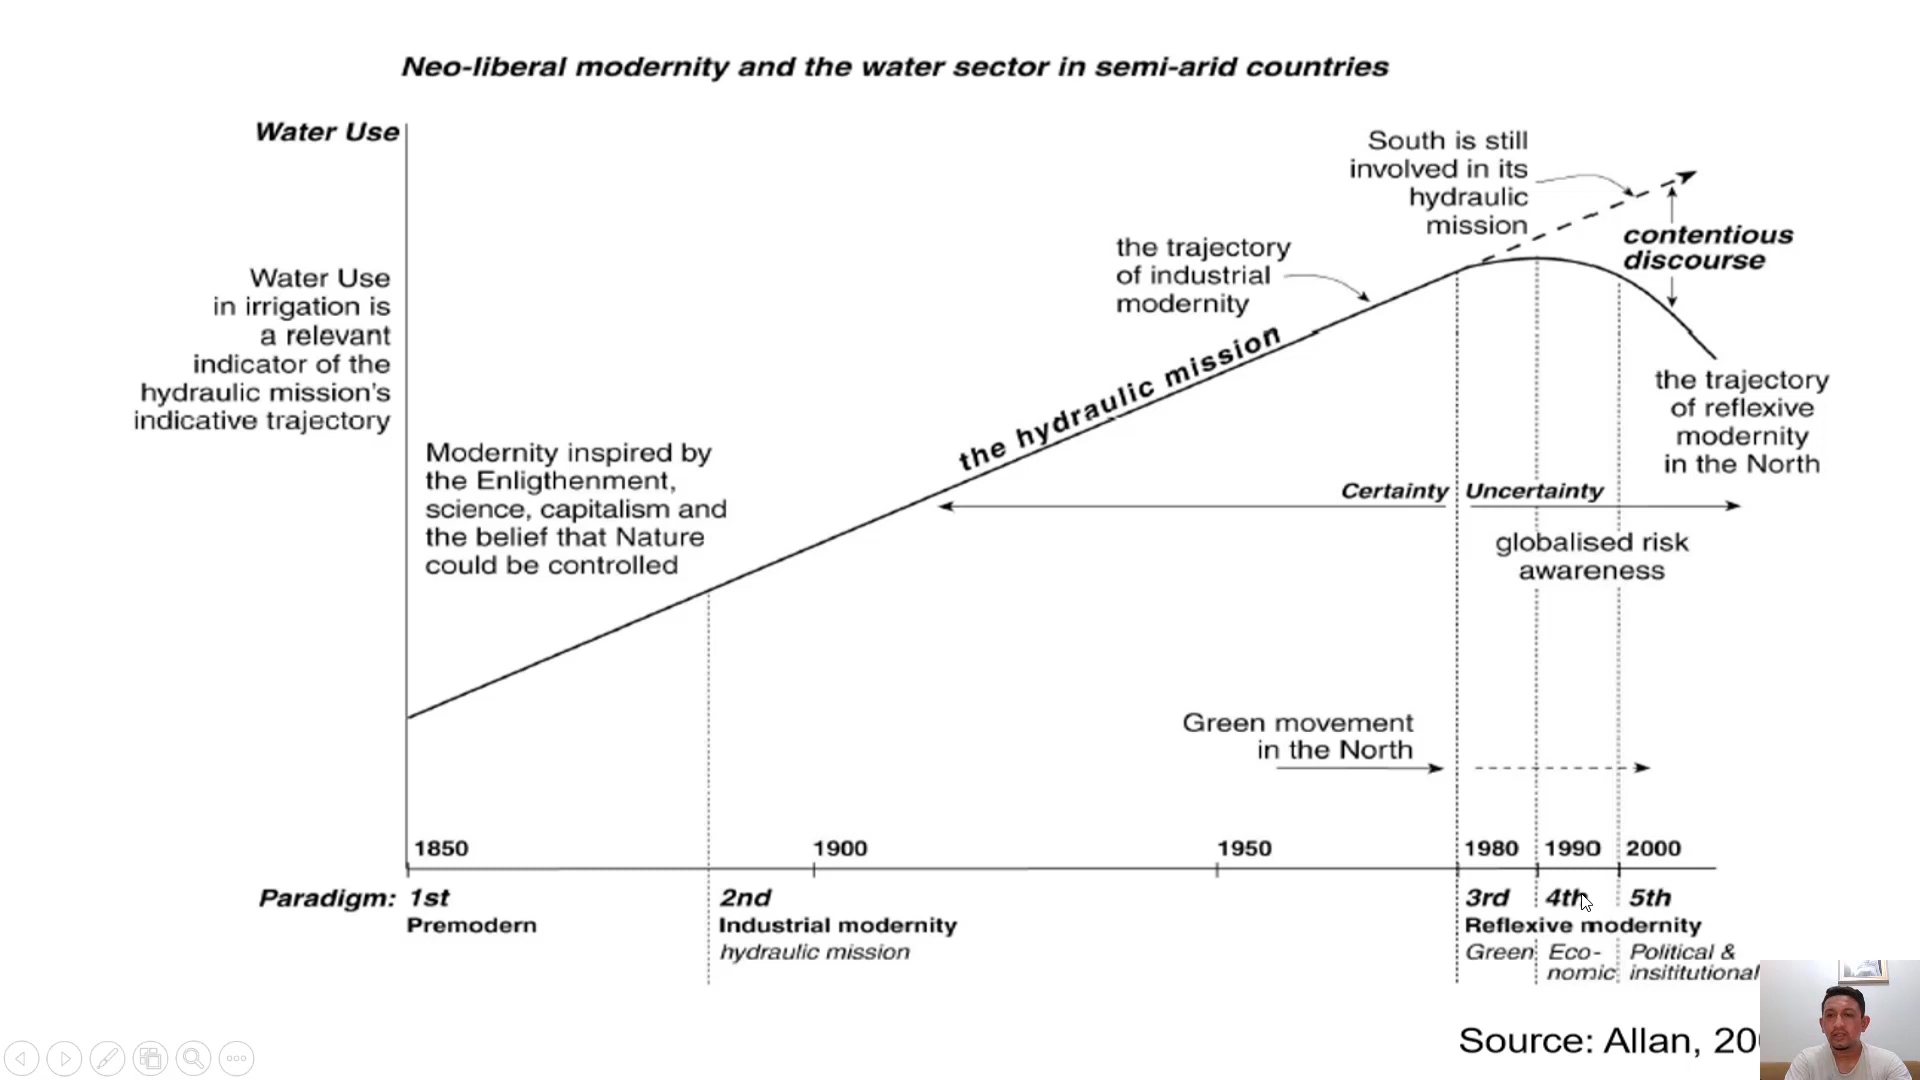 Neo-liberal modernity and the water sector in semi-arid countries
Water Use
Water Use
in irrigation is
a relevant
indicator of the
hydraulic mission's
indicative trajectory
Modernity inspired by
the Enligthenment,
science, capitalism and
the belief that Nature
could be controlled
the hydraulic mission
the trajectory
of industrial
modernity
South is still
involved in its
hydraulic
mission
contentious
discourse
the trajectory
of reflexive
modernity
in the North
Certainty
Uncertainty
globalised risk
awareness
Green movement
in the North
1850
1900
1950
1980
1990
2000
Paradigm:
1st
Premodern
2nd
Industrial modernity
hydraulic mission
3rd
4th
5th
Reflexive modernity
Green
Eco-
nomic
Political &
insititutional
Source: Allan,